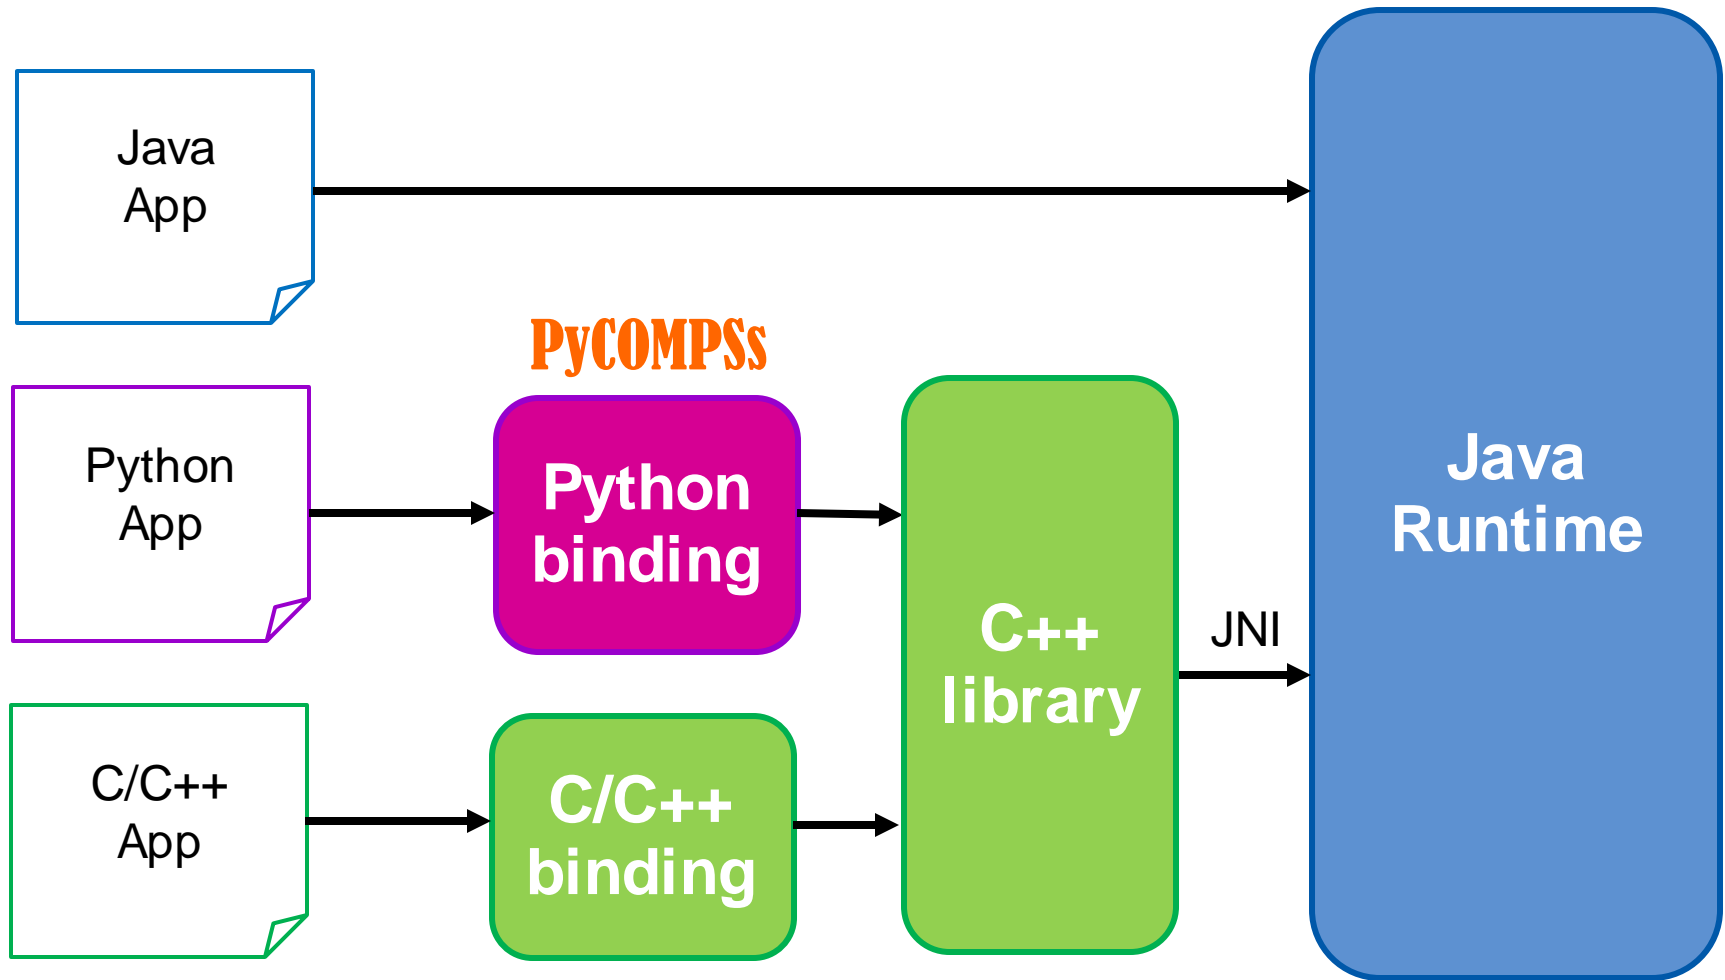 Java
App
PyCOMPSs
Python
App
Python
binding
C/C++
App
C/C++
binding
C++
library
JNI
Java
Runtime